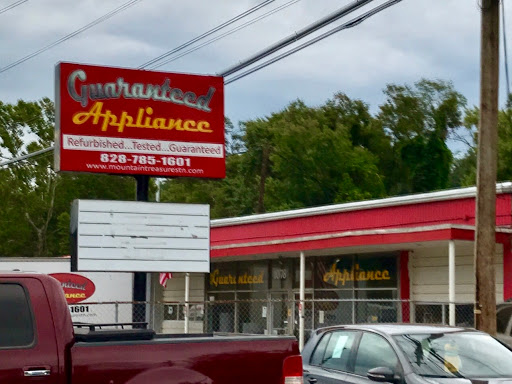 Guaranteed
Appliance
Refurbished...Tested...Guaranteed
828-785-1601
www.mountaintreasurestn.com
Guaranteed
Appliance